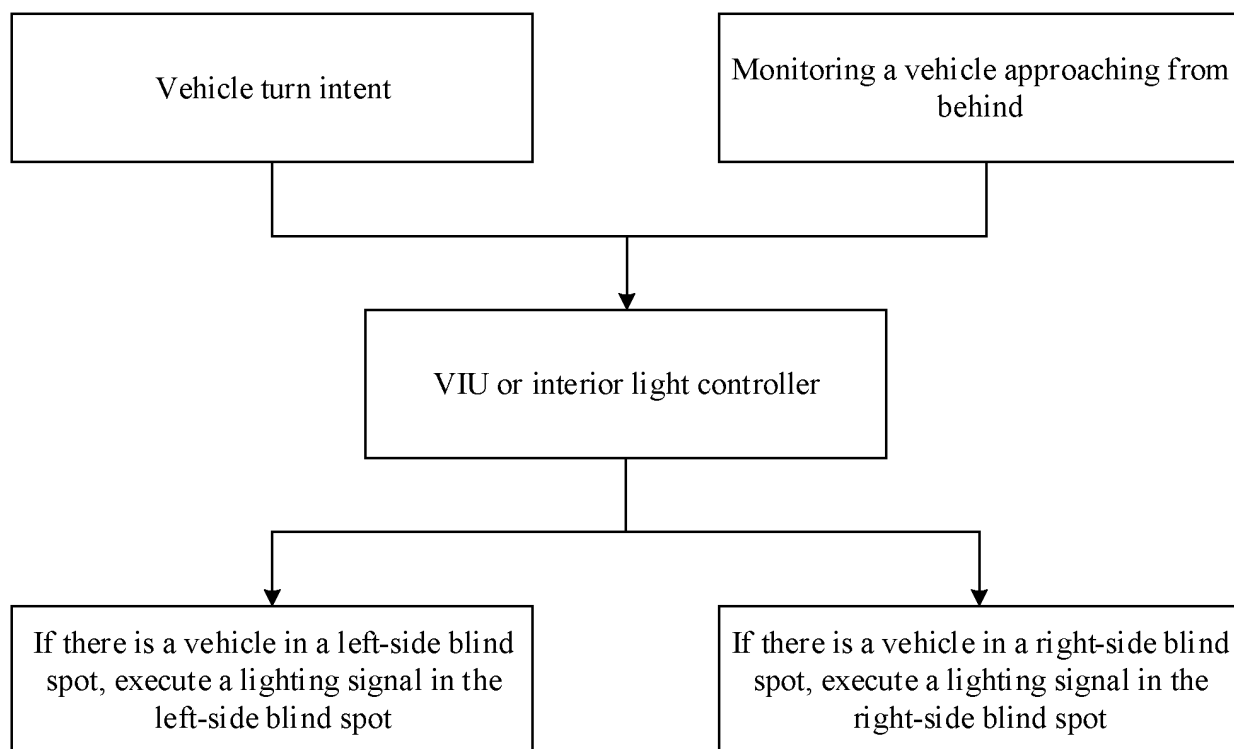 Vehicle turn intent
Monitoring a vehicle approaching from
behind
VIU or interior light controller
If there is a vehicle in a left-side blind
spot, execute a lighting signal in the
left-side blind spot
If there is a vehicle in a right-side blind
spot, execute a lighting signal in the
right-side blind spot